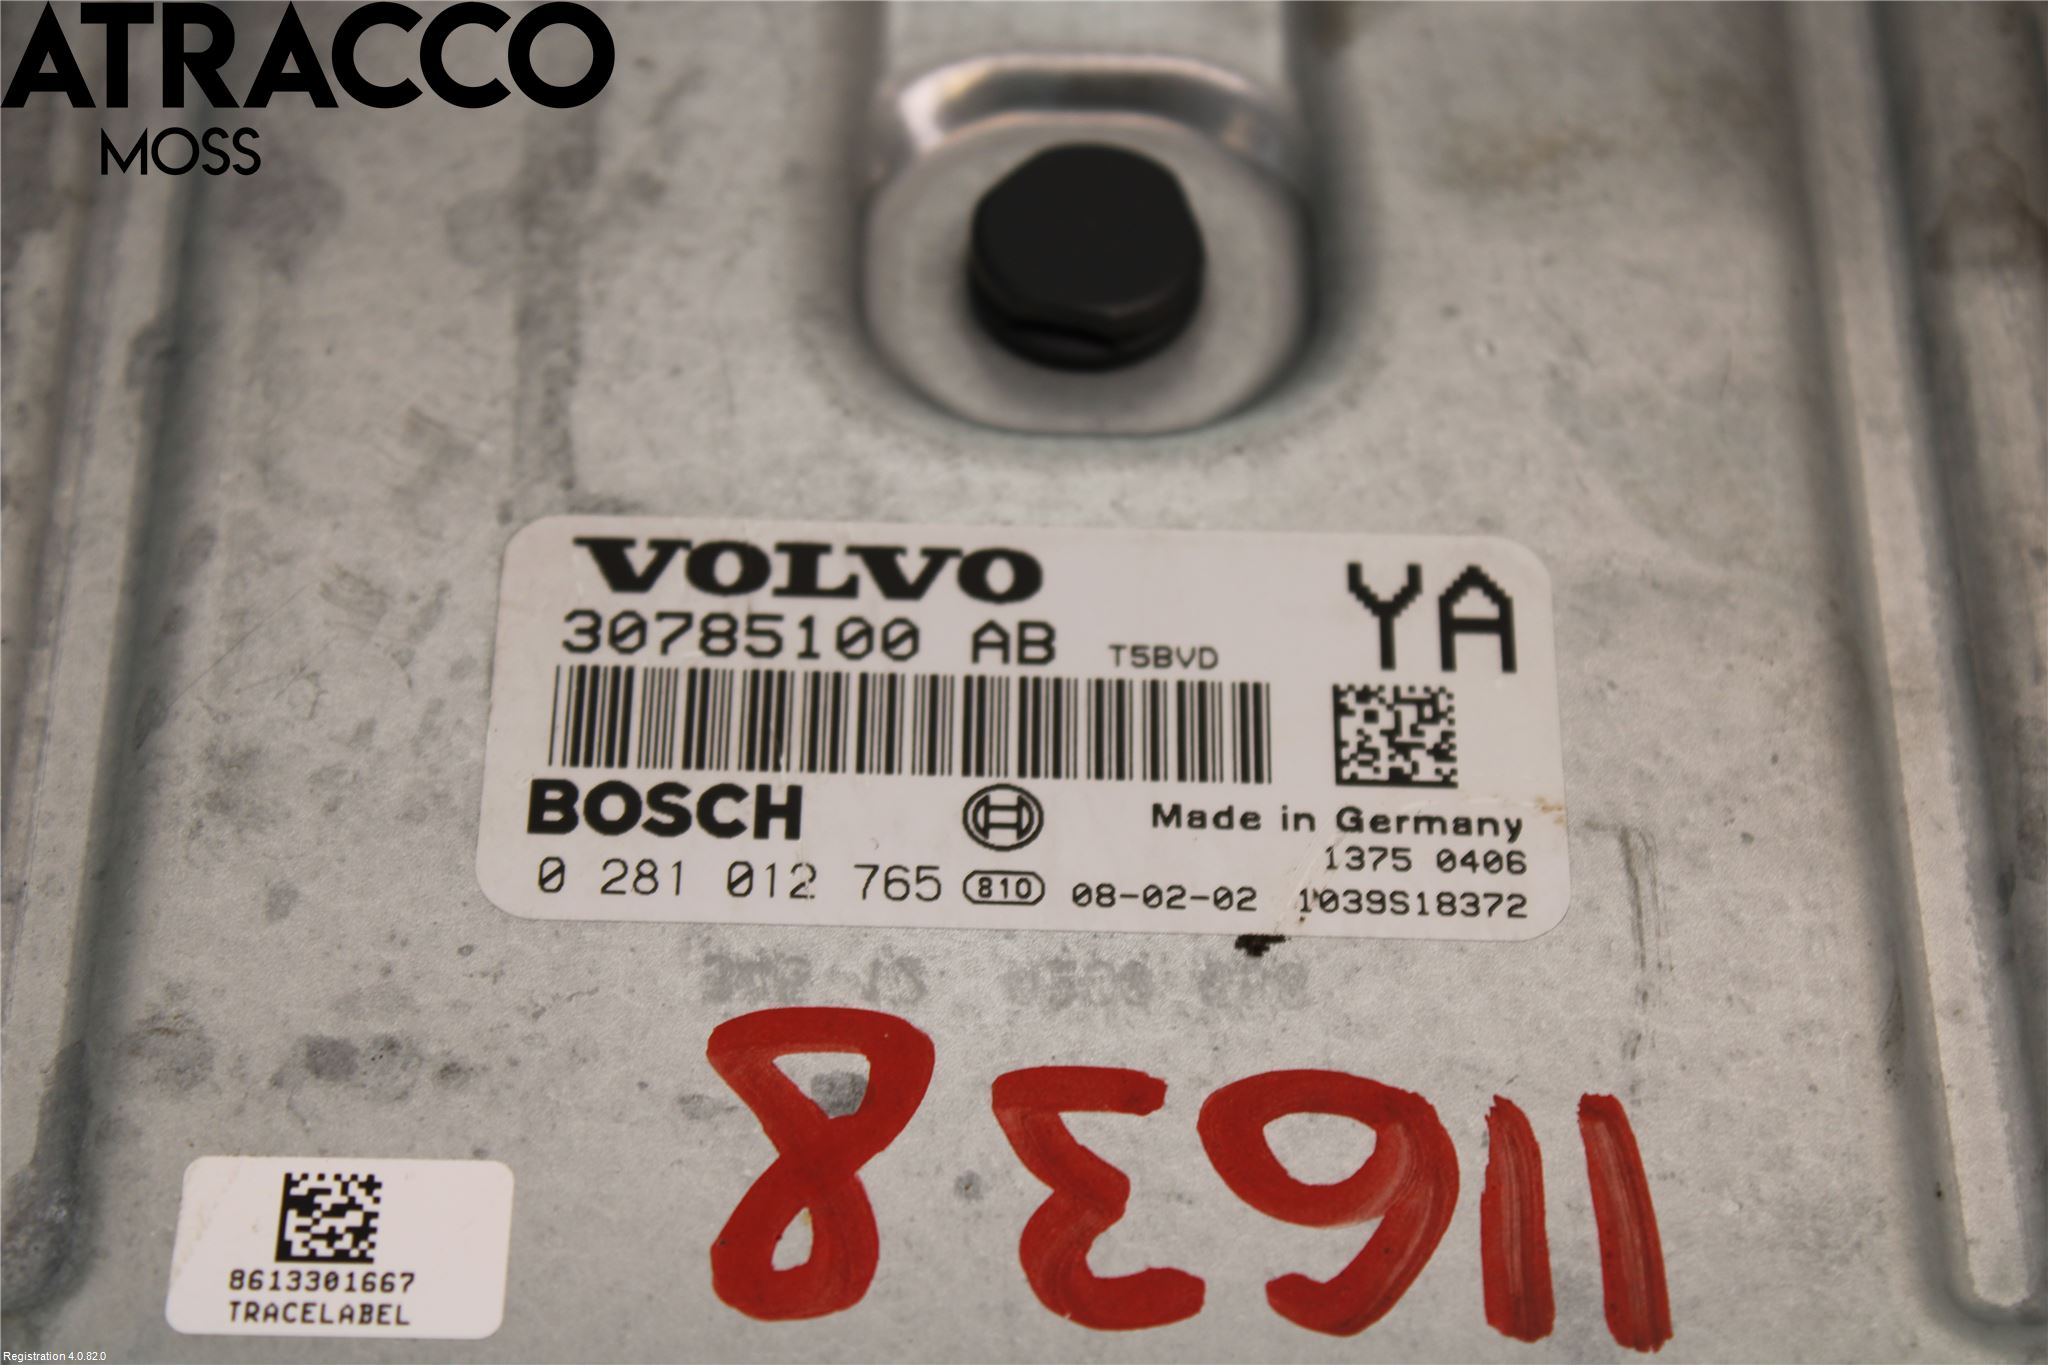 ATRACCO
MOSS
VOLVO
30785100 AB T5BVD YA
BOSCH Made in Germany
1375 0406
0 281 012 765 810 08-02-02 1039S18372
11638
8613301667
TRACELABEL
Registration 4.0.82.0